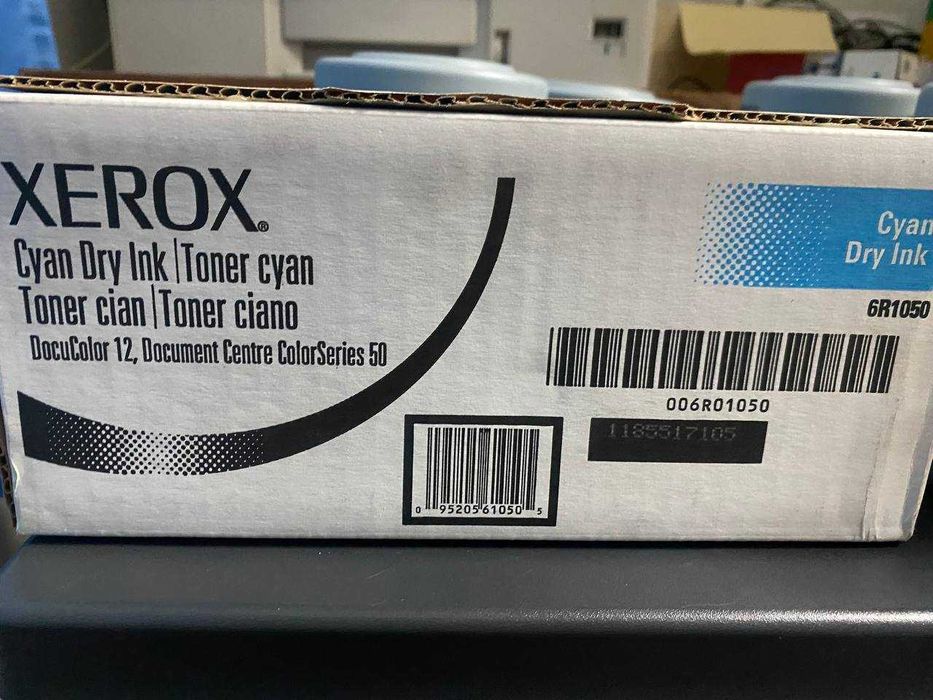 XEROX®
Cyan Dry Ink | Toner cyan
Toner cian | Toner ciano
DocuColor 12, Document Centre ColorSeries 50
Cyan
Dry Ink
6R1050
006R01050
1185517105
0 95205 61050 5